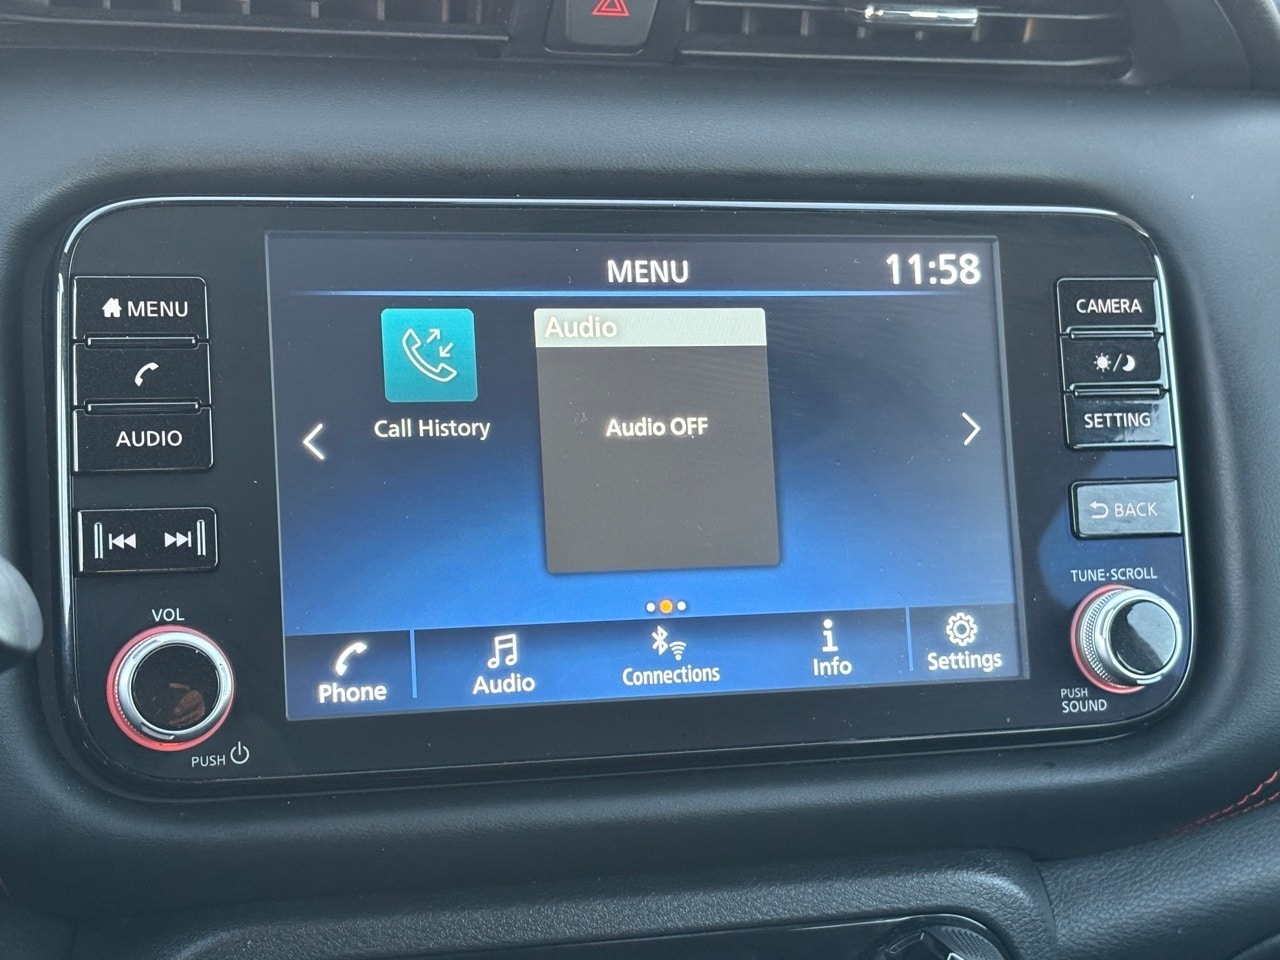 MENU
11:58
MENU
AUDIO
VOL
PUSH
Audio
Audio OFF
Call History
Phone
Audio
Connections
Info
Settings
CAMERA
SETTING
BACK
TUNE·SCROLL
PUSH
SOUND